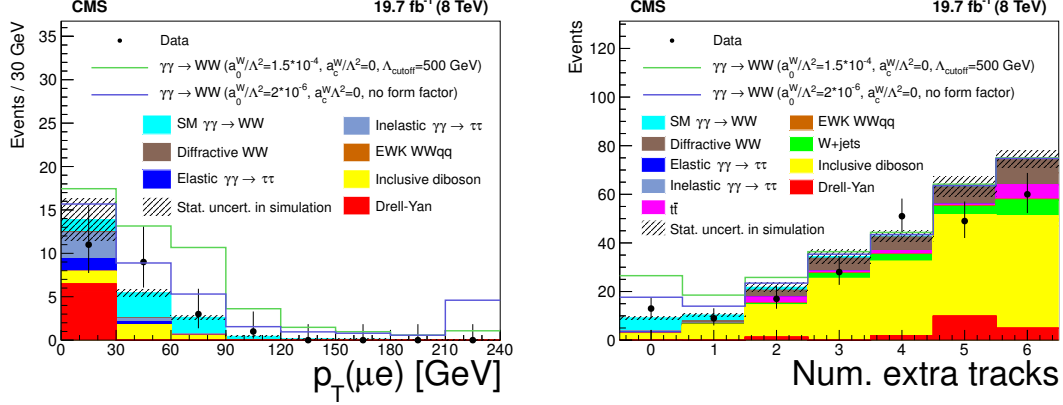 CMS 19.7 fb⁻¹ (8 TeV)
Events / 30 GeV
35
30
25
20
15
10
5
0
Data
γγ → WW (a₀ᵂ/Λ²=1.5*10⁻⁴, a_cᵂ/Λ²=0, Λ_cutoff=500 GeV)
γγ → WW (a₀ᵂ/Λ²=2*10⁻⁶, a_cᵂΛ²=0, no form factor)
SM γγ → WW
Diffractive WW
Elastic γγ → ττ
Stat. uncert. in simulation
Inelastic γγ → ττ
EWK WWqq
Inclusive diboson
Drell-Yan
0 30 60 90 120 150 180 210 240
p_T(μe) [GeV]
CMS 19.7 fb⁻¹ (8 TeV)
Events
120
100
80
60
40
20
0
Data
γγ → WW (a₀ᵂ/Λ²=1.5*10⁻⁴, a_cᵂ/Λ²=0, Λ_cutoff=500 GeV)
γγ → WW (a₀ᵂ/Λ²=2*10⁻⁶, a_cᵂΛ²=0, no form factor)
SM γγ → WW
Diffractive WW
Elastic γγ → ττ
Inelastic γγ → ττ
tt̄
Stat. uncert. in simulation
EWK WWqq
W+jets
Inclusive diboson
Drell-Yan
0 1 2 3 4 5 6
Num. extra tracks